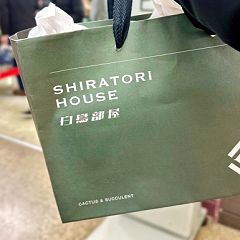 SHIRATORI
HOUSE
白鳥部屋
CACTUS & SUCCULENT